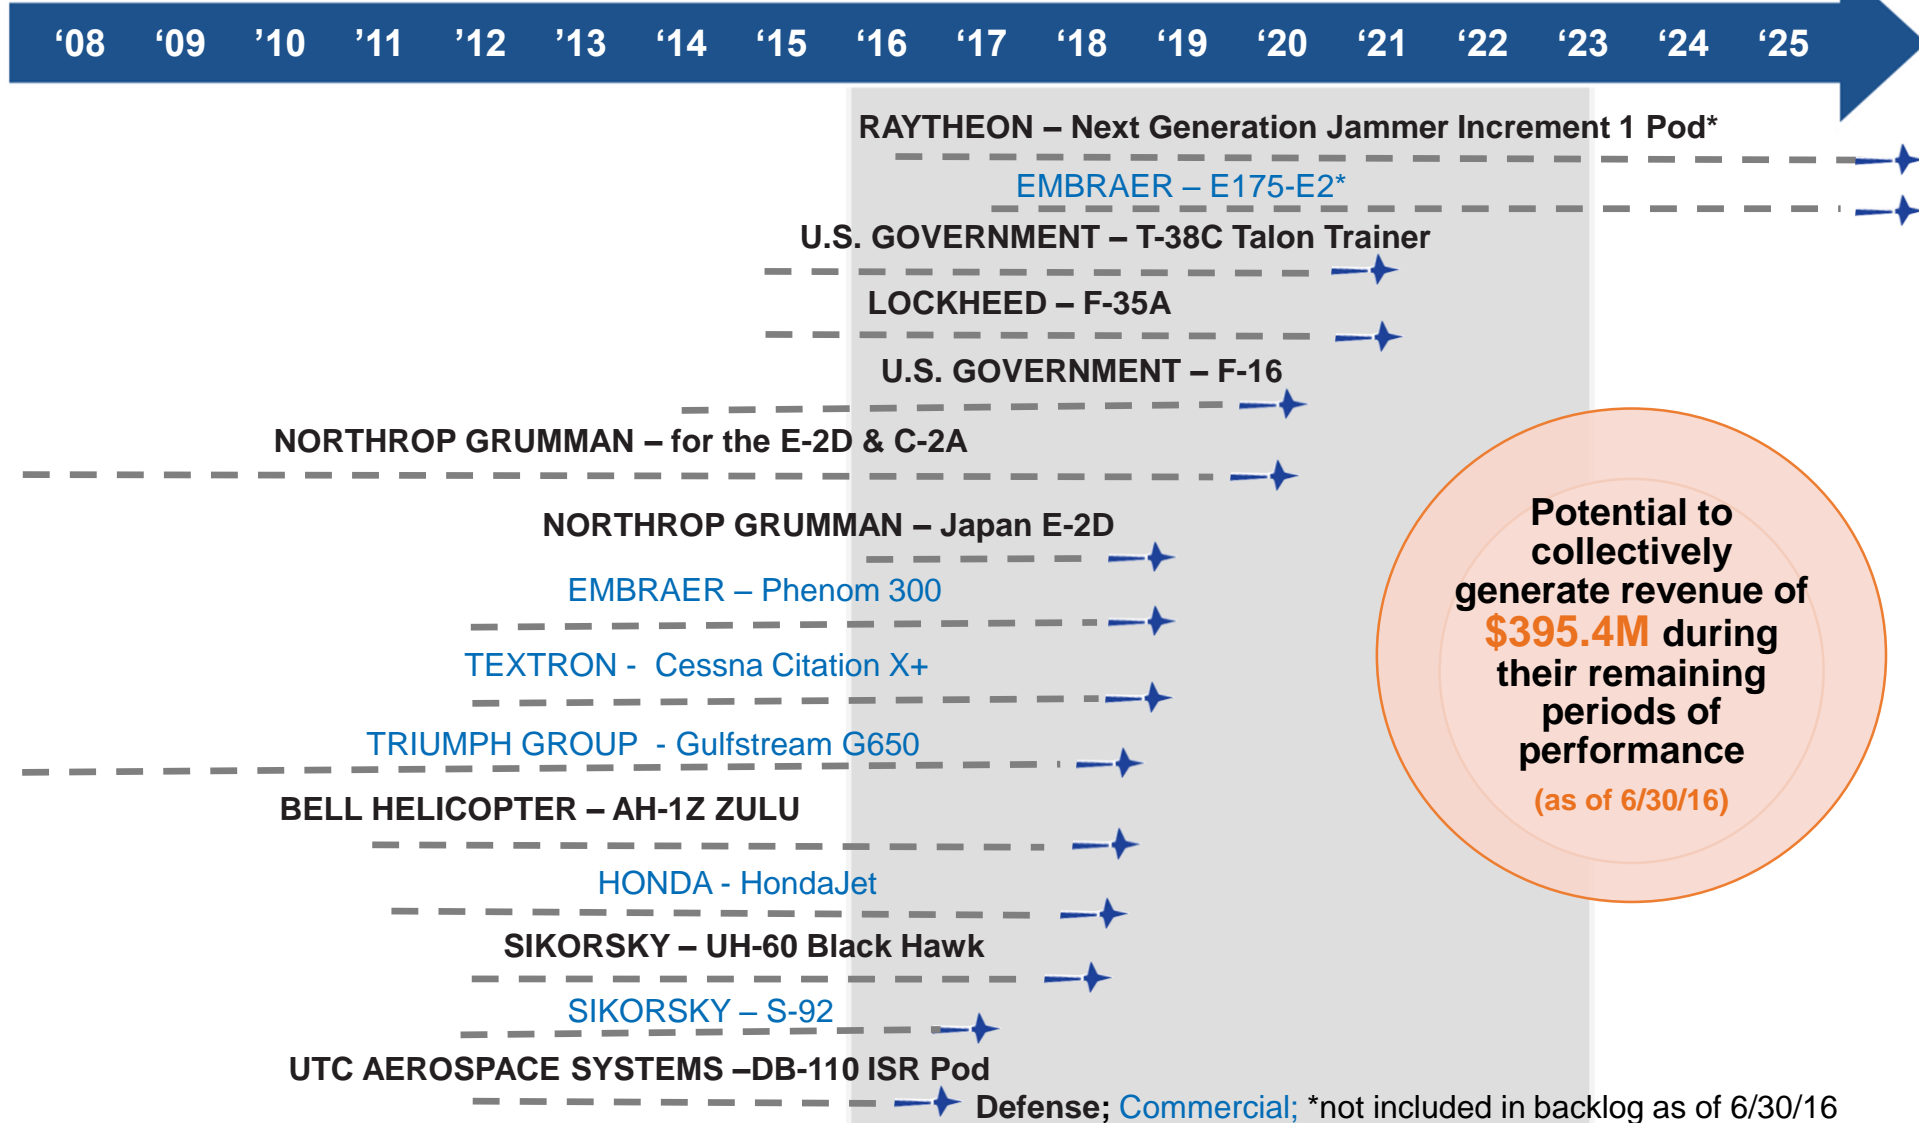 ‘08 ‘09 ’10 ’11 ’12 ’13 ‘14 ‘15 ‘16 ‘17 ‘18 ‘19 ‘20 ‘21 ‘22 ‘23 ‘24 ‘25
RAYTHEON – Next Generation Jammer Increment 1 Pod*
EMBRAER – E175-E2*
U.S. GOVERNMENT – T-38C Talon Trainer
LOCKHEED – F-35A
U.S. GOVERNMENT – F-16
NORTHROP GRUMMAN – for the E-2D & C-2A
NORTHROP GRUMMAN – Japan E-2D
EMBRAER – Phenom 300
TEXTRON - Cessna Citation X+
TRIUMPH GROUP - Gulfstream G650
BELL HELICOPTER – AH-1Z ZULU
HONDA - HondaJet
SIKORSKY – UH-60 Black Hawk
SIKORSKY – S-92
UTC AEROSPACE SYSTEMS –DB-110 ISR Pod
Potential to
collectively
generate revenue of
$395.4M during
their remaining
periods of
performance
(as of 6/30/16)
Defense; Commercial; *not included in backlog as of 6/30/16